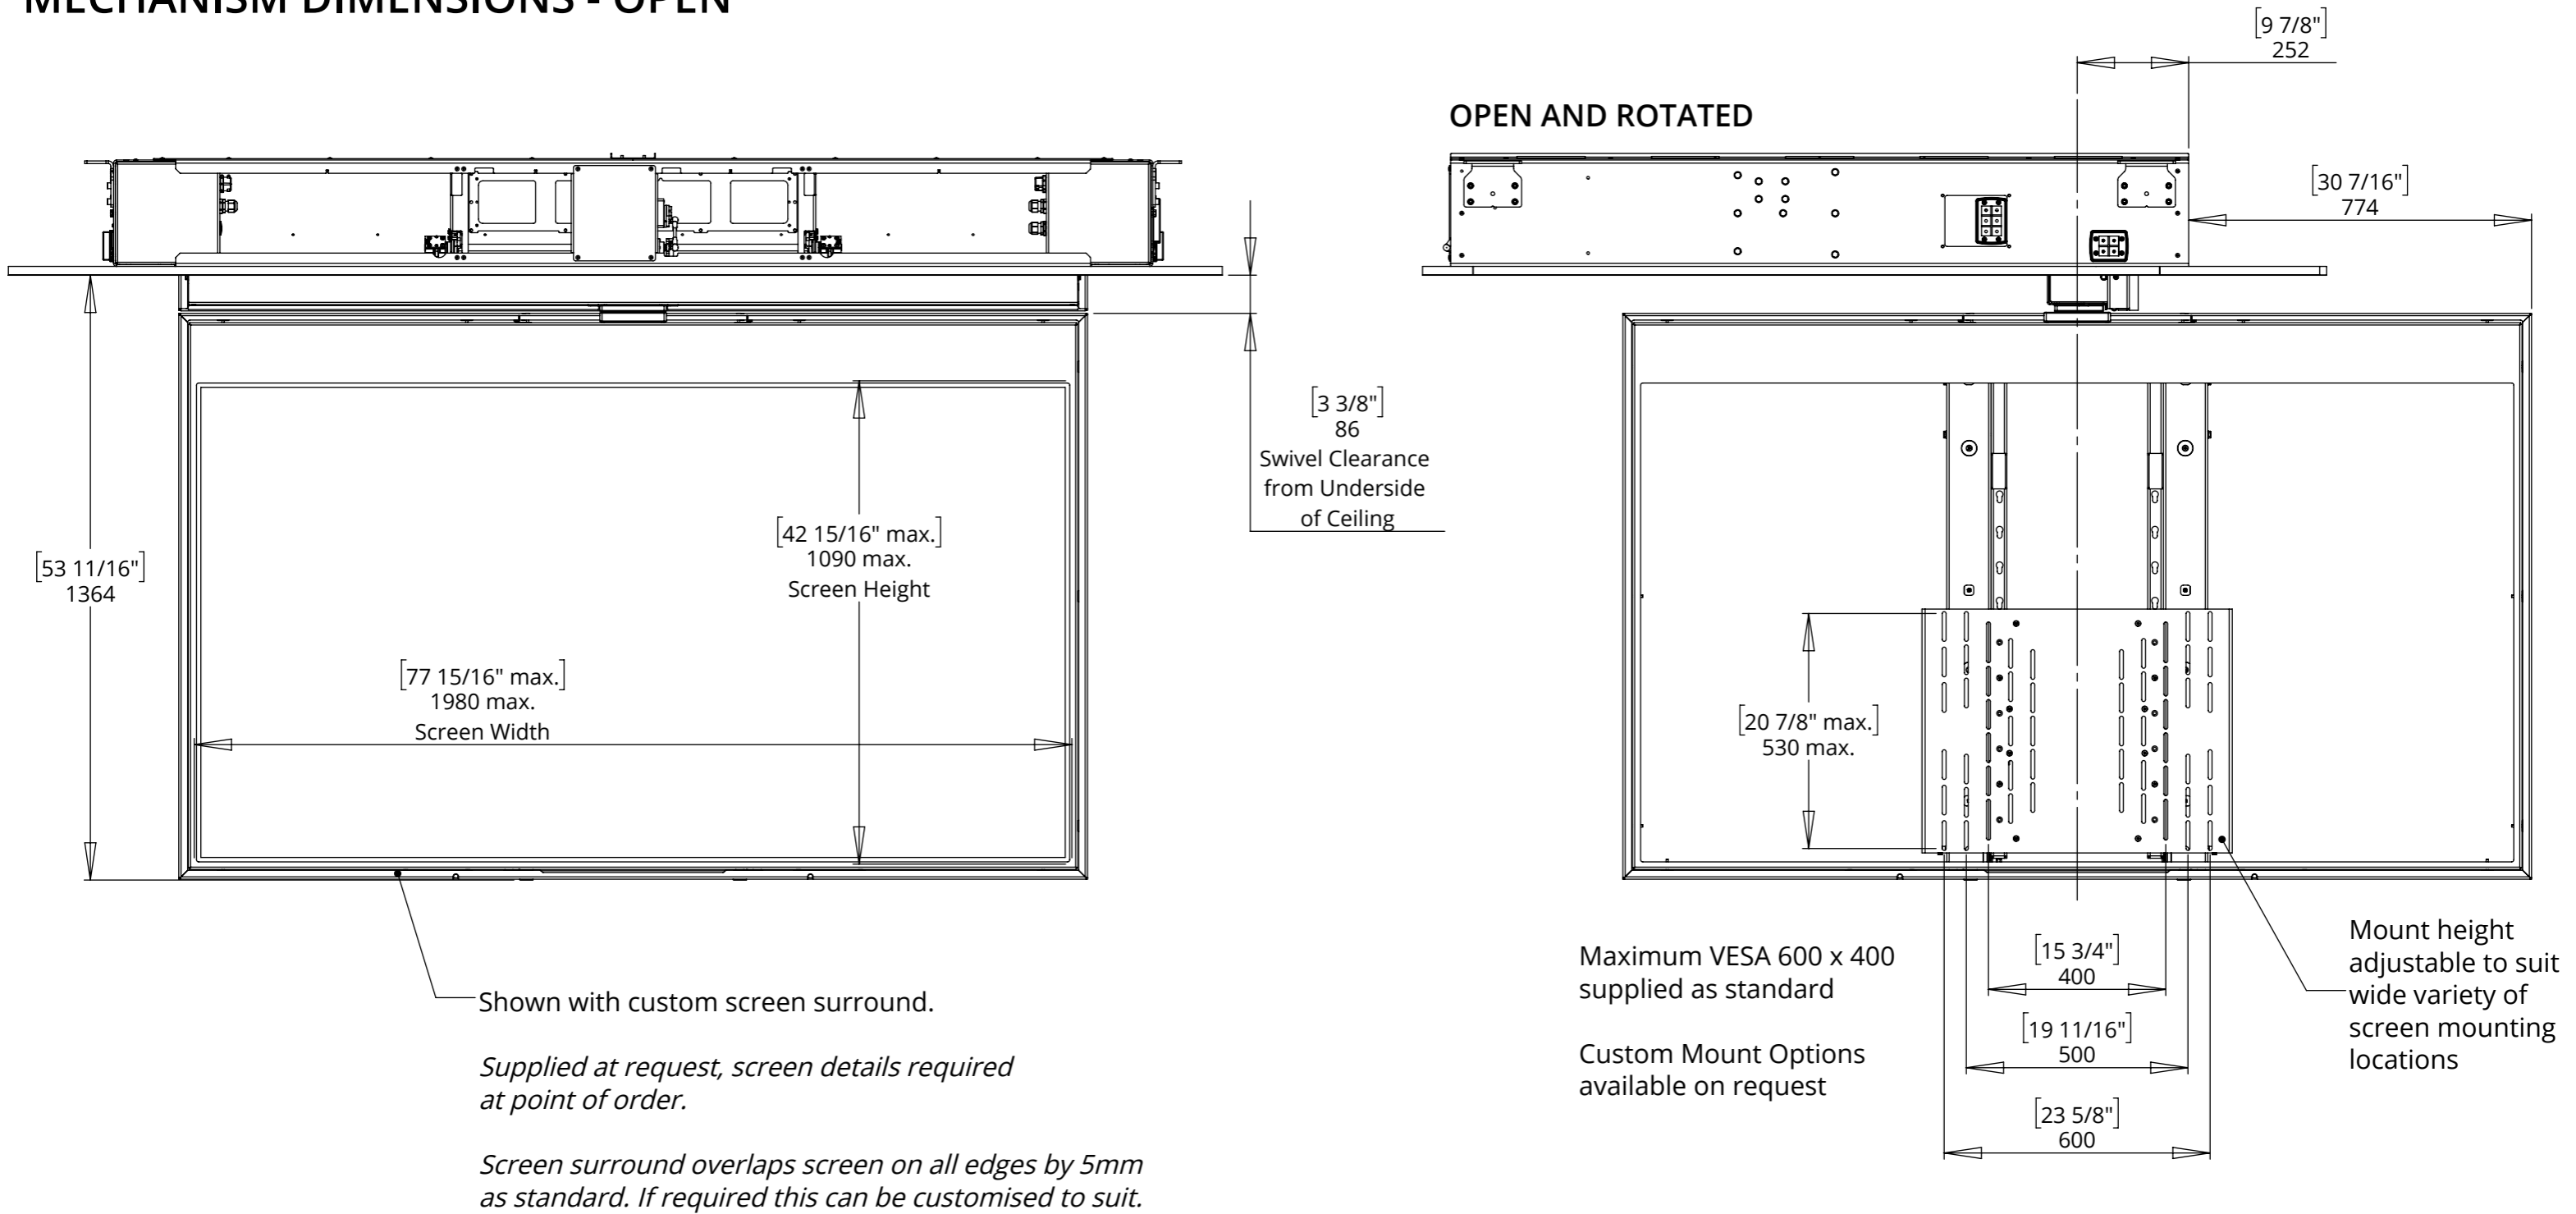 MECHANISM DIMENSIONS - OPEN
[9 7/8"]
252
OPEN AND ROTATED
[30 7/16"]
774
[3 3/8"]
86
Swivel Clearance
from Underside
of Ceiling
[42 15/16" max.]
1090 max.
Screen Height
[53 11/16"]
1364
[77 15/16" max.]
1980 max.
Screen Width
[20 7/8" max.]
530 max.
Shown with custom screen surround.
Supplied at request, screen details required
at point of order.
Screen surround overlaps screen on all edges by 5mm
as standard. If required this can be customised to suit.
Maximum VESA 600 x 400
supplied as standard
Custom Mount Options
available on request
[15 3/4"]
400
[19 11/16"]
500
[23 5/8"]
600
Mount height
adjustable to suit
wide variety of
screen mounting
locations